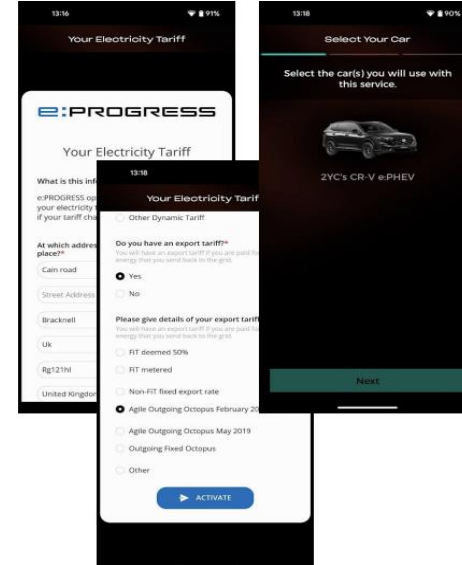 13:16
91%
Your Electricity Tariff
e:PROGRESS
Your Electricity Tariff
What is this inf
e:PROGRESS op
your electricity
if your tariff cha
At which addres
place?*
Cain road
Street Address
Bracknell
Uk
Rg121hl
United Kingdor
13:18
Your Electricity Tarif
Other Dynamic Tariff
Do you have an export tariff?*
You will have an export tariff if you are paid fo
energy that you send back to the grid.
Yes
No
Please give details of your export tariff
You will have an export tariff if you are paid fo
energy that you send back to the grid.
FiT deemed 50%
FiT metered
Non-FiT fixed export rate
Agile Outgoing Octopus February 20
Agile Outgoing Octopus May 2019
Outgoing Fixed Octopus
Other
ACTIVATE
13:18
90%
Select Your Car
Select the car(s) you will use with
this service.
2YC's CR-V e:PHEV
Next